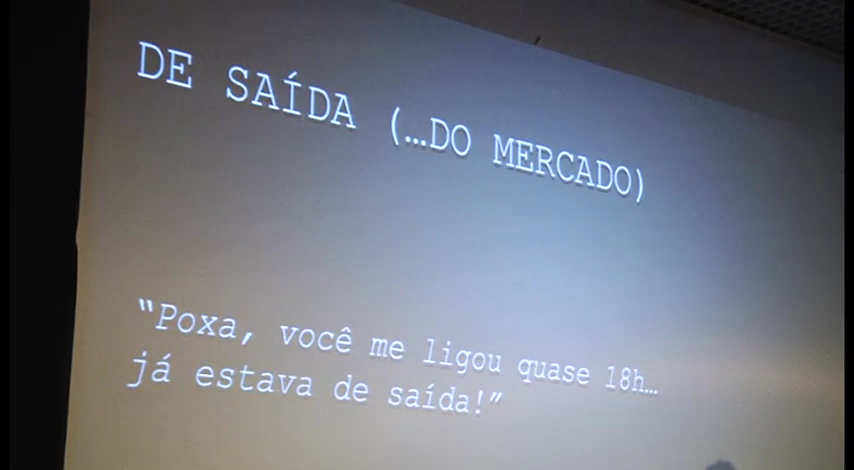 DE SAÍDA (…DO MERCADO)
“Poxa, você me ligou quase 18h…
já estava de saída!”